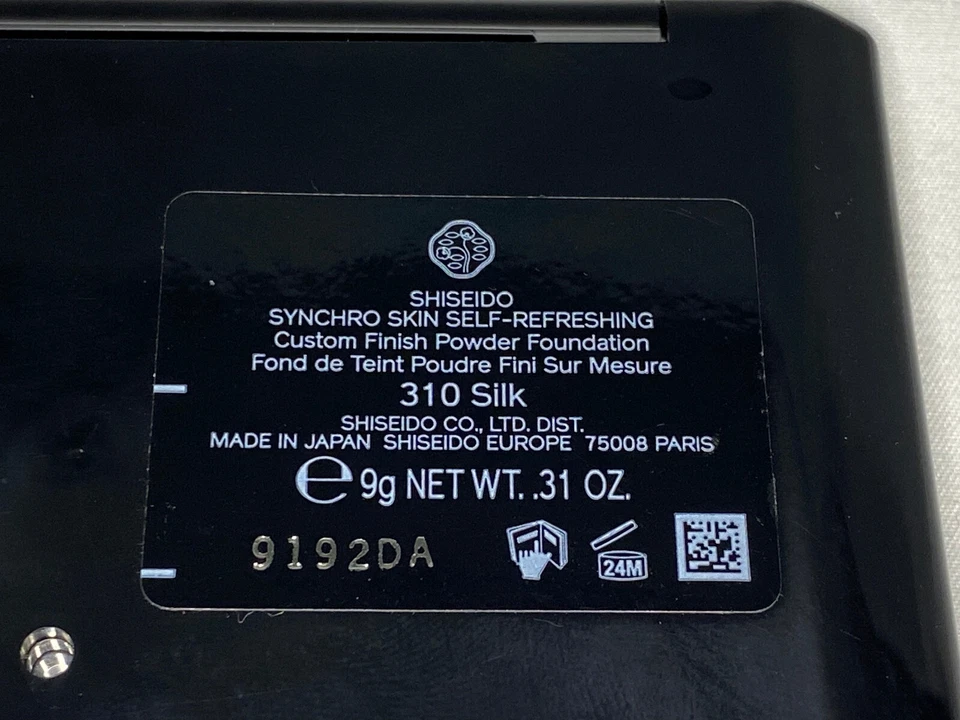 SHISEIDO
SYNCHRO SKIN SELF-REFRESHING
Custom Finish Powder Foundation
Fond de Teint Poudre Fini Sur Mesure
310 Silk
SHISEIDO CO., LTD. DIST.
MADE IN JAPAN SHISEIDO EUROPE 75008 PARIS
℮ 9g NET WT. .31 OZ.
9192DA
24M